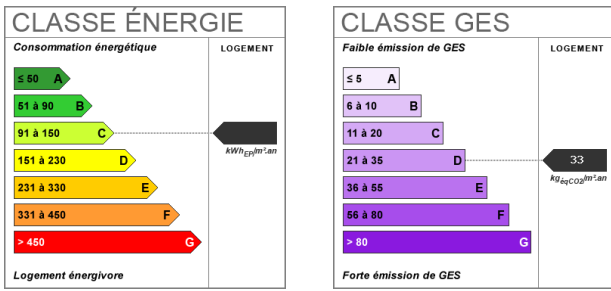 CLASSE ÉNERGIE
Consommation énergétique
LOGEMENT
≤ 50 A
51 à 90 B
91 à 150 C
kWhEP/m².an
151 à 230 D
231 à 330 E
331 à 450 F
> 450 G
Logement énergivore
CLASSE GES
Faible émission de GES
LOGEMENT
≤ 5 A
6 à 10 B
11 à 20 C
21 à 35 D
33
kgéqCO2/m².an
36 à 55 E
56 à 80 F
> 80 G
Forte émission de GES